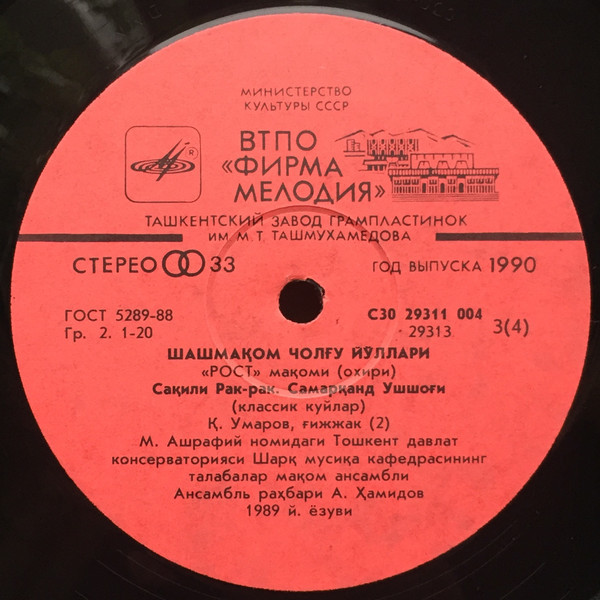 МИНИСТЕРСТВО
КУЛЬТУРЫ СССР
ВТПО
«ФИРМА
МЕЛОДИЯ»
ТАШКЕНТСКИЙ ЗАВОД ГРАМПЛАСТИНОК
ИМ. М. Т. ТАШМУХАМЕДОВА
СТЕРЕО 33
ГОД ВЫПУСКА 1990
ГОСТ 5289-88
Гр. 2. 1-20
С30 29311 004
29313 3(4)
ШАШМАҚОМ ЧОЛҒУ ЙЎЛЛАРИ
«РОСТ» мақоми (охири)
Сақили Рак-рак. Самарқанд Ушшоғи
(классик куйлар)
Қ. Умаров, ғижжак (2)
М. Ашрафий номидаги Тошкент давлат
консерваторияси Шарқ мусиқа кафедрасининг
талабалар мақом ансамбли
Ансамбль раҳбари А. Ҳамидов
1989 й. ёзуви